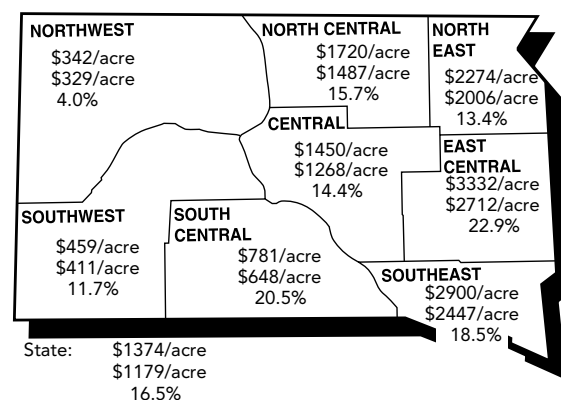 NORTHWEST
$342/acre
$329/acre
4.0%
NORTH CENTRAL
$1720/acre
$1487/acre
15.7%
NORTH
EAST
$2274/acre
$2006/acre
13.4%
CENTRAL
$1450/acre
$1268/acre
14.4%
EAST
CENTRAL
$3332/acre
$2712/acre
22.9%
SOUTHWEST
$459/acre
$411/acre
11.7%
SOUTH
CENTRAL
$781/acre
$648/acre
20.5%
SOUTHEAST
$2900/acre
$2447/acre
18.5%
State: $1374/acre
$1179/acre
16.5%